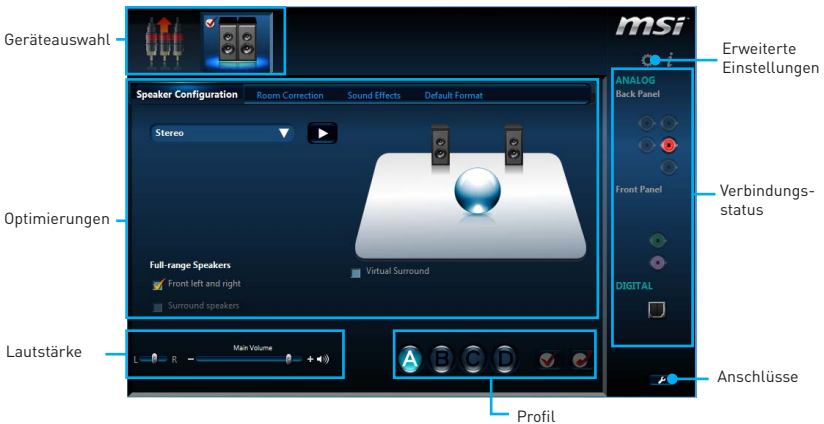 msi
Geräteauswahl
Erweiterte
Einstellungen
ANALOG
Back Panel
Speaker Configuration Room Correction Sound Effects Default Format
Stereo
Front Panel
Verbindungs-
status
Optimierungen
Full-range Speakers
Virtual Surround
Front left and right
DIGITAL
Surround speakers
Lautstärke
Main Volume
L R - +
A B C D
Anschlüsse
Profil